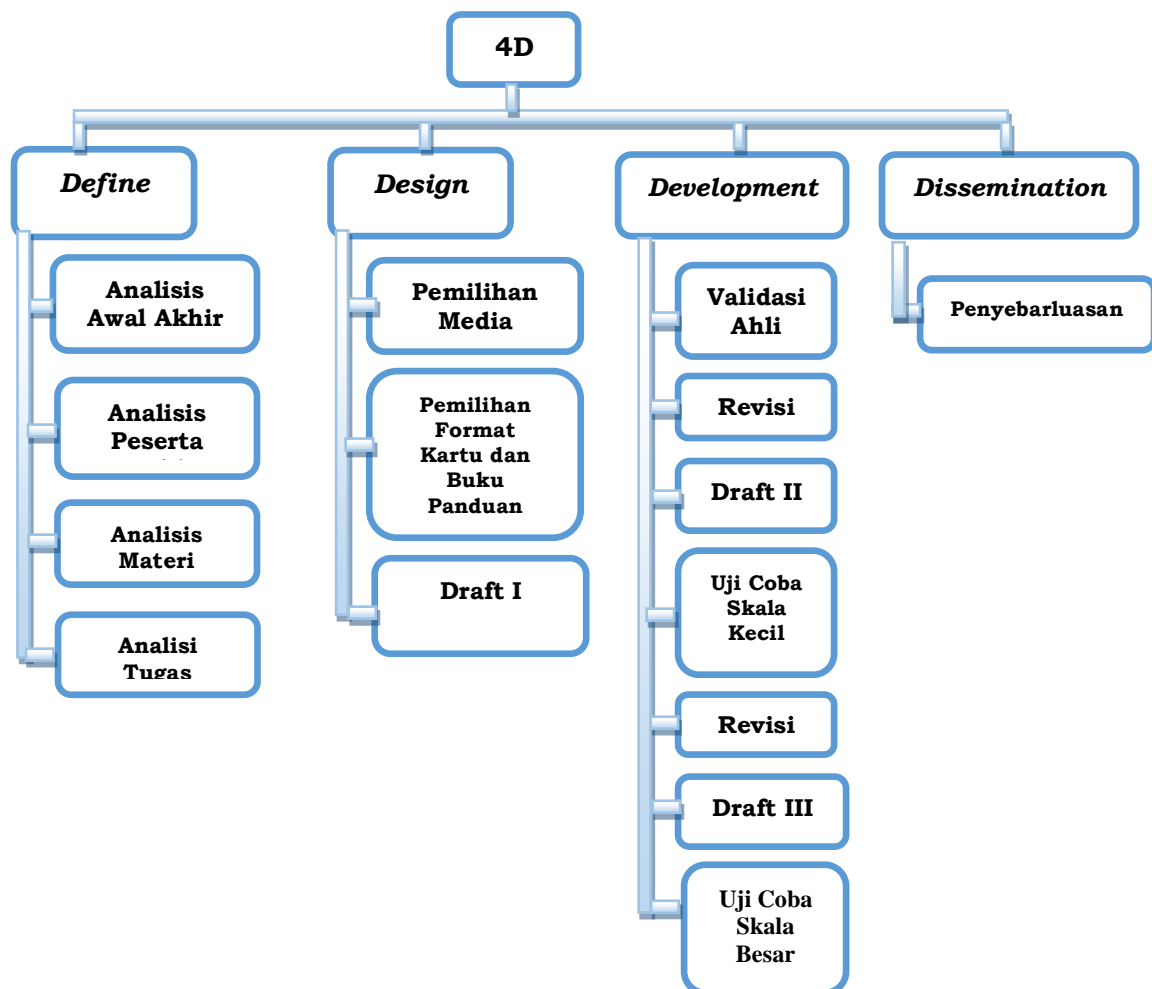 4D
Define
Design
Development
Dissemination
Analisis
Awal Akhir
Analisis
Peserta
Analisis
Materi
Analisi
Tugas
Pemilihan
Media
Pemilihan
Format
Kartu dan
Buku
Panduan
Draft I
Validasi
Ahli
Revisi
Draft II
Uji Coba
Skala
Kecil
Revisi
Draft III
Uji Coba
Skala
Besar
Penyebarluasan